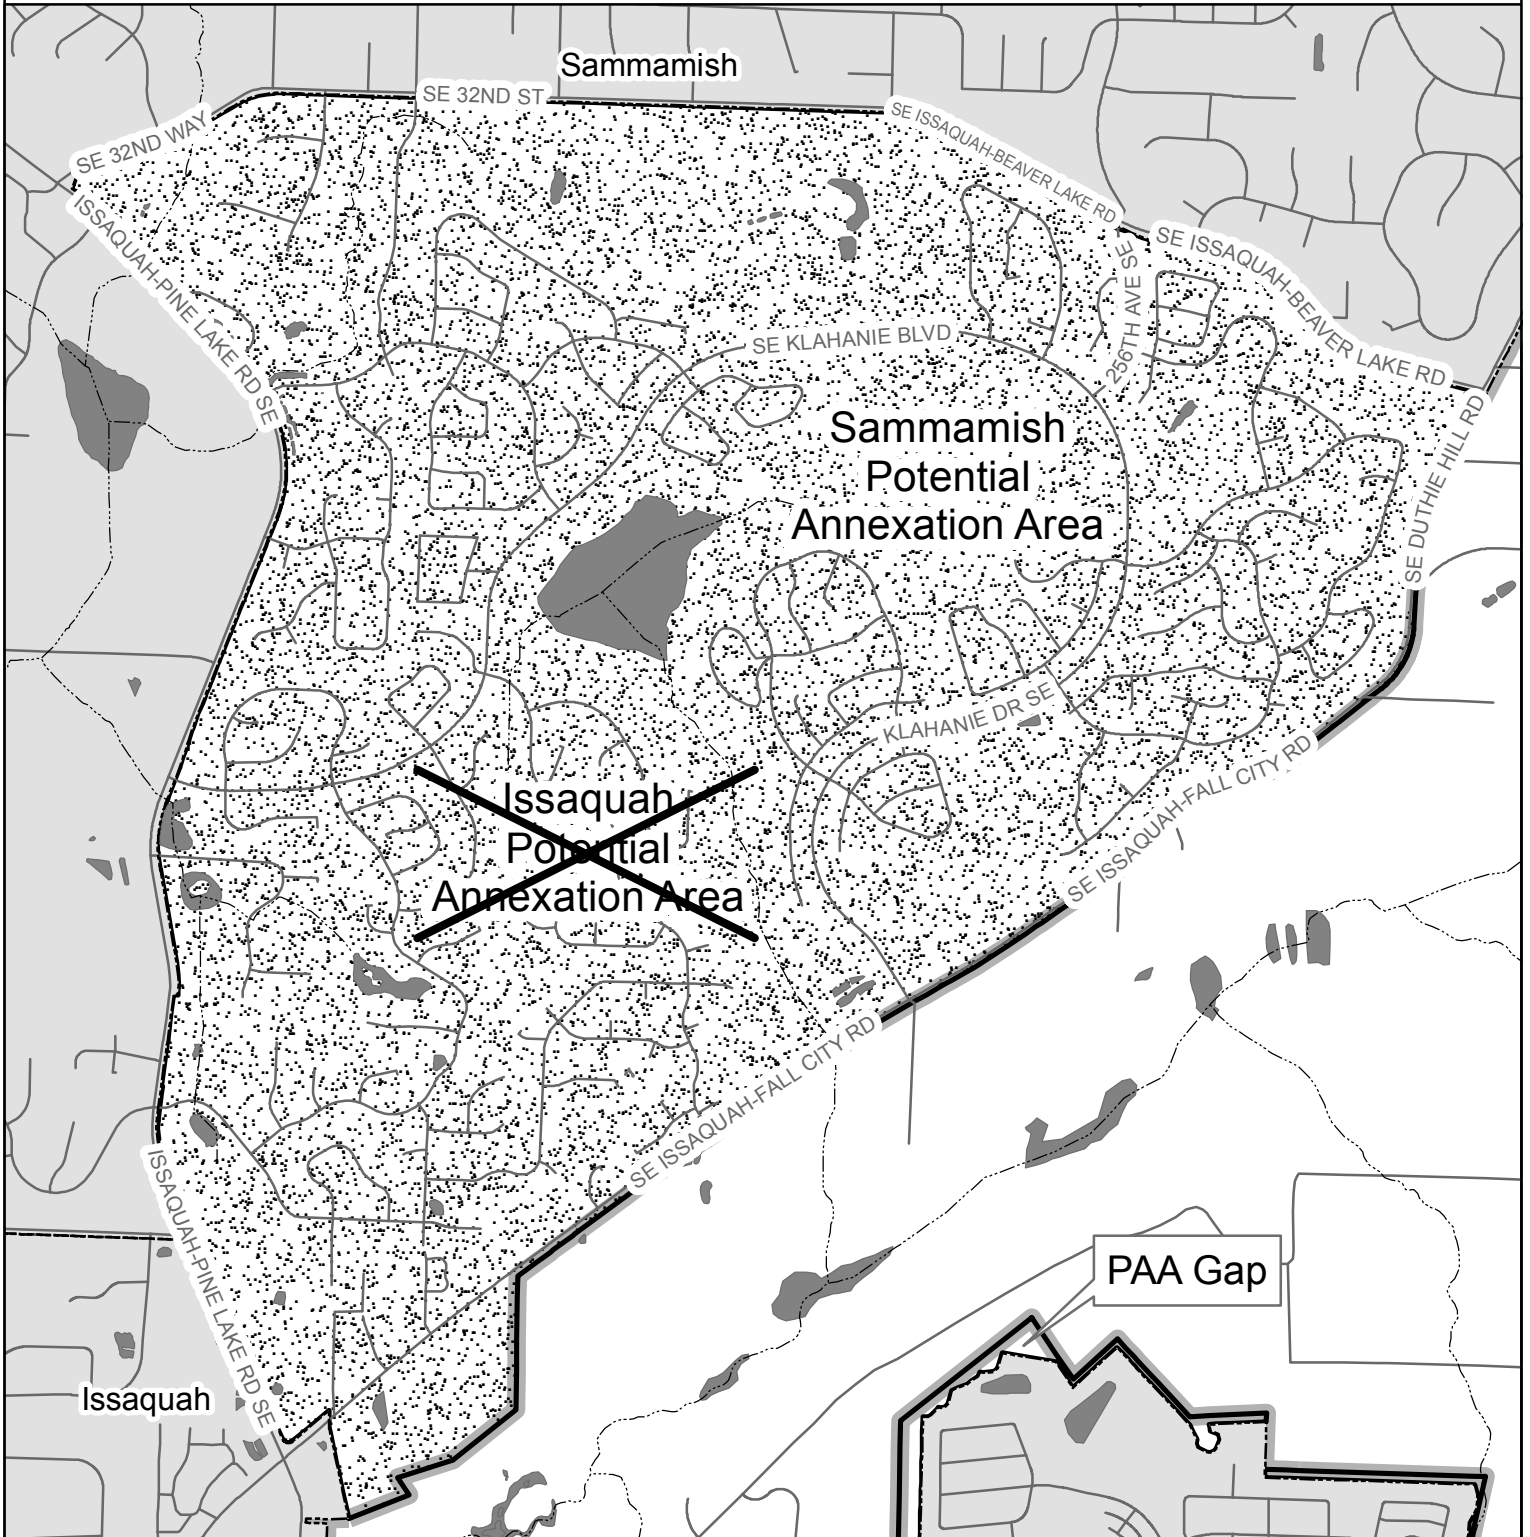 Sammamish
SE 32ND ST
SE 32ND WAY
SE ISSAQUAH-BEAVER LAKE RD
ISSAQUAH-PINE LAKE RD SE
256TH AVE SE
SE ISSAQUAH-BEAVER LAKE RD
SE KLAHANIE BLVD
Sammamish
Potential
Annexation Area
SE DUTHIE HILL RD
KLAHANIE DR SE
Issaquah
Potential
Annexation Area
SE ISSAQUAH-FALL CITY RD
SE ISSAQUAH-FALL CITY RD
ISSAQUAH-PINE LAKE RD SE
PAA Gap
Issaquah